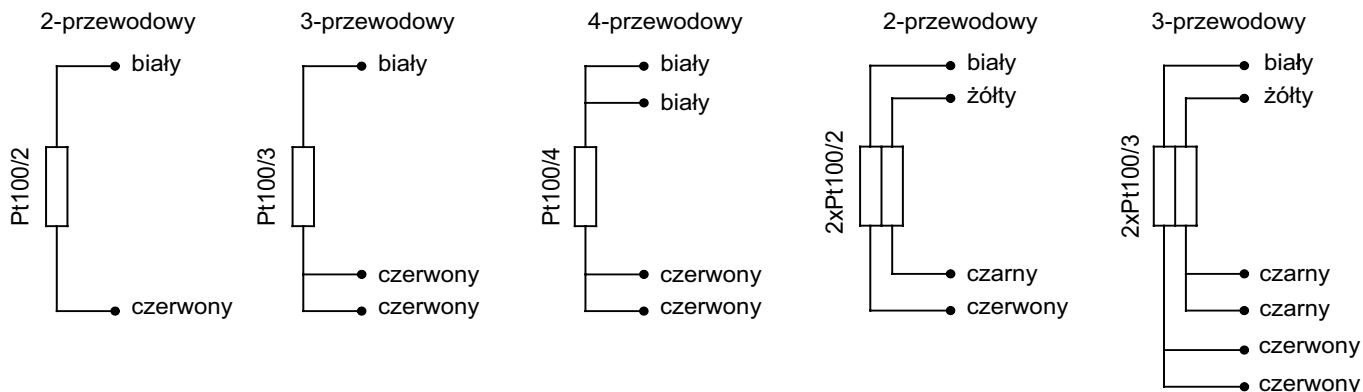 2-przewodowy
biały
Pt100/2
czerwony
3-przewodowy
biały
Pt100/3
czerwony
czerwony
4-przewodowy
biały
biały
Pt100/4
czerwony
czerwony
2-przewodowy
biały
żółty
2xPt100/2
czarny
czerwony
3-przewodowy
biały
żółty
2xPt100/3
czarny
czarny
czerwony
czerwony